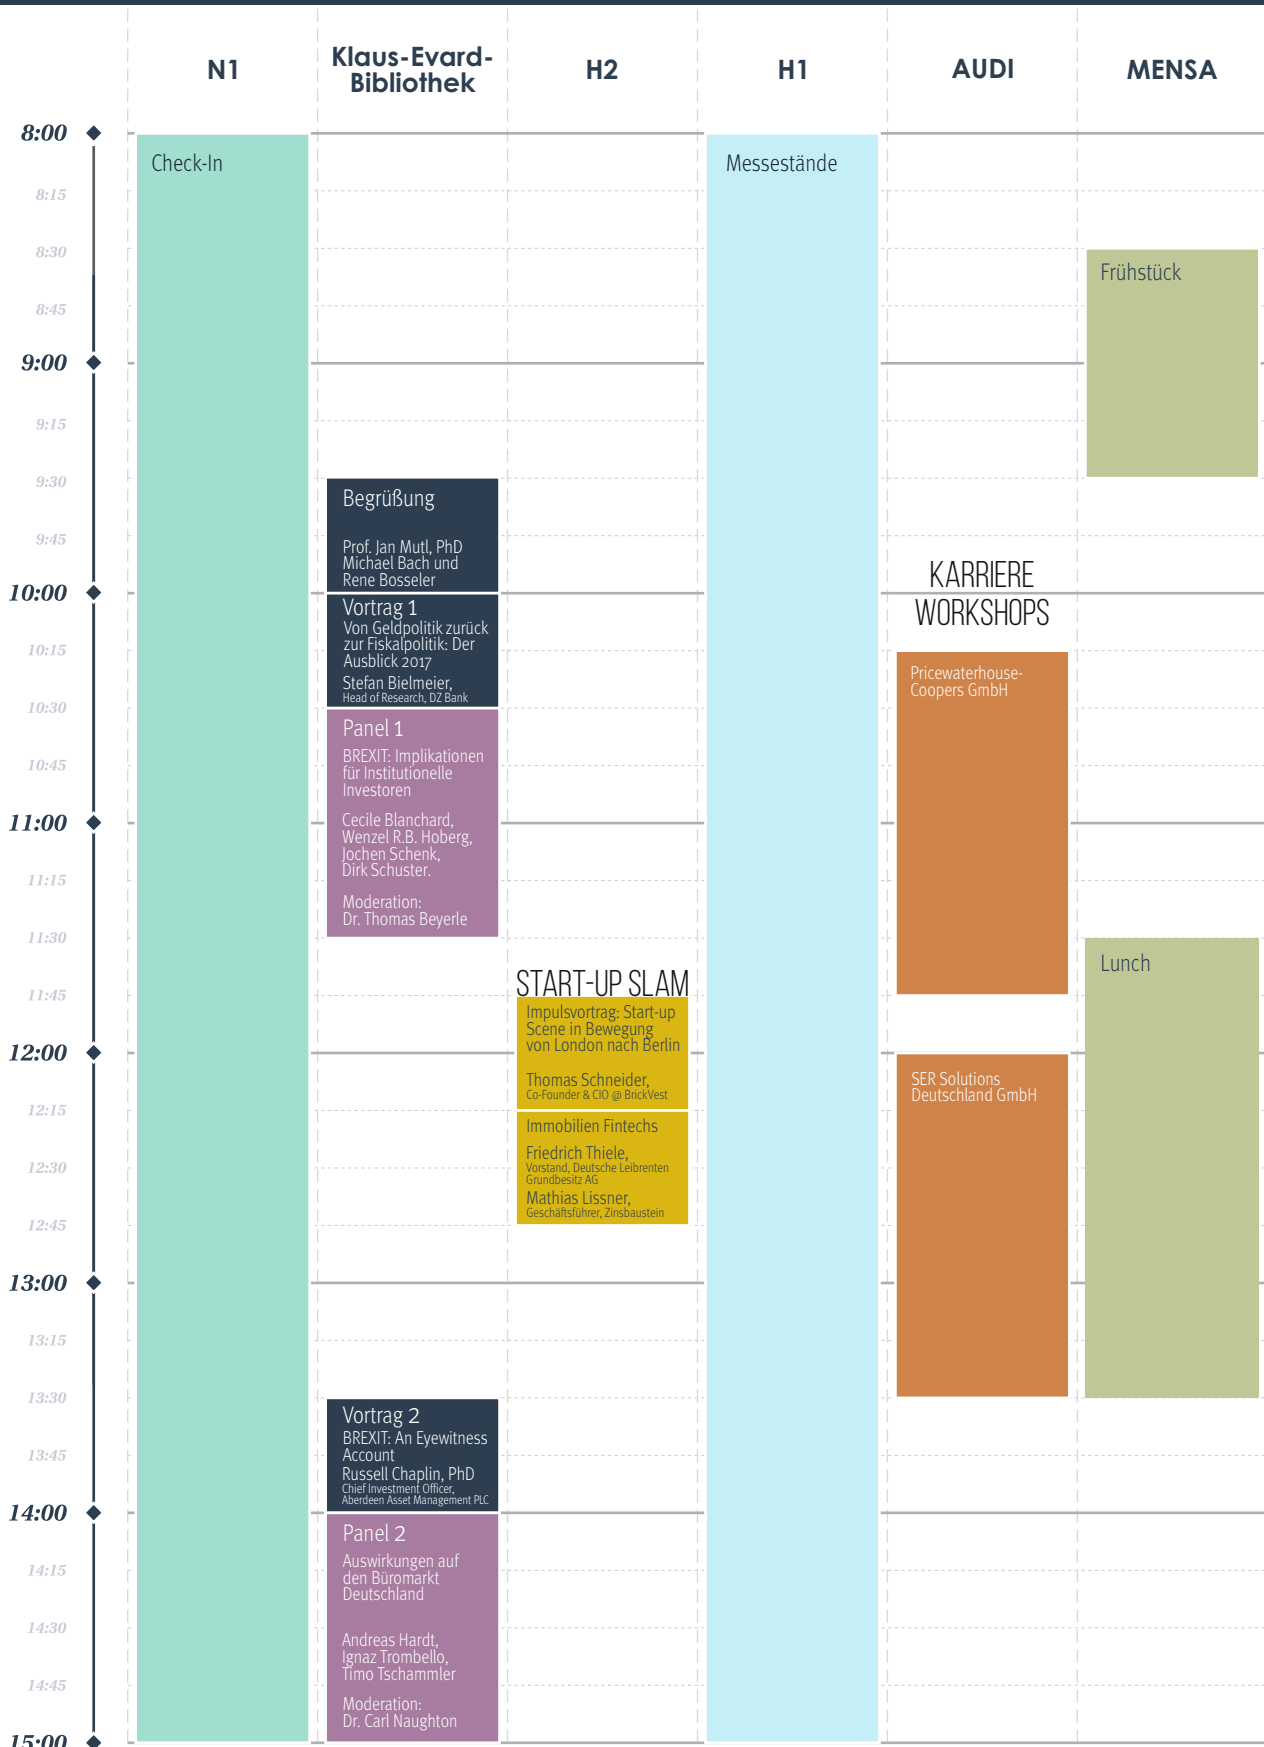 N1
Klaus-Evard-
Bibliothek
H2
H1
AUDI
MENSA
8:00
8:15
8:30
8:45
9:00
9:15
9:30
9:45
10:00
10:15
10:30
10:45
11:00
11:15
11:30
11:45
12:00
12:15
12:30
12:45
13:00
13:15
13:30
13:45
14:00
14:15
14:30
14:45
15:00
Check-In
Begrüßung
Prof. Jan Mutl, PhD
Michael Bach und
Rene Bosseler
Vortrag 1
Von Geldpolitik zurück
zur Fiskalpolitik: Der
Ausblick 2017
Stefan Bielmeier,
Head of Research, DZ Bank
Panel 1
BREXIT: Implikationen
für Institutionelle
Investoren
Cecile Blanchard,
Wenzel R.B. Hoberg,
Jochen Schenk,
Dirk Schuster.
Moderation:
Dr. Thomas Beyerle
Vortrag 2
BREXIT: An Eyewitness
Account
Russell Chaplin, PhD
Chief Investment Officer,
Aberdeen Asset Management PLC
Panel 2
Auswirkungen auf
den Büromarkt
Deutschland
Andreas Hardt,
Ignaz Trombello,
Timo Tschammler
Moderation:
Dr. Carl Naughton
START-UP SLAM
Impulsvortrag: Start-up
Scene in Bewegung
von London nach Berlin
Thomas Schneider,
Co-Founder & CIO @ BrickVest
Immobilien Fintechs
Friedrich Thiele,
Vorstand, Deutsche Leibrenten
Grundbesitz AG
Mathias Lissner,
Geschäftsführer, Zinsbaustein
Messestände
KARRIERE
WORKSHOPS
Pricewaterhouse-
Coopers GmbH
SER Solutions
Deutschland GmbH
Frühstück
Lunch